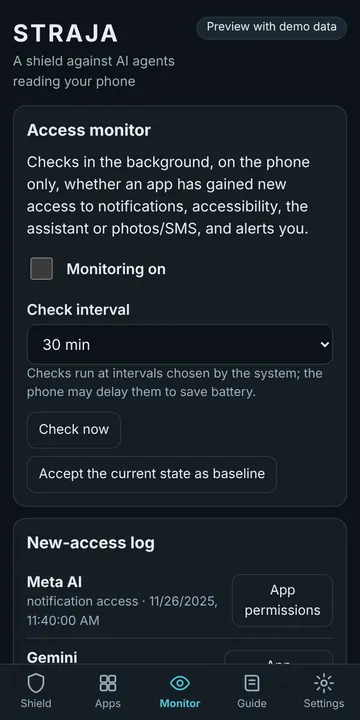 STRAJA
Preview with demo data
A shield against AI agents
reading your phone
Access monitor
Checks in the background, on the phone
only, whether an app has gained new
access to notifications, accessibility, the
assistant or photos/SMS, and alerts you.
Monitoring on
Check interval
30 min
Checks run at intervals chosen by the system; the
phone may delay them to save battery.
Check now
Accept the current state as baseline
New-access log
Meta AI
notification access · 11/26/2025,
11:40:00 AM
App
permissions
Gemini
App
Shield
Apps
Monitor
Guide
Settings